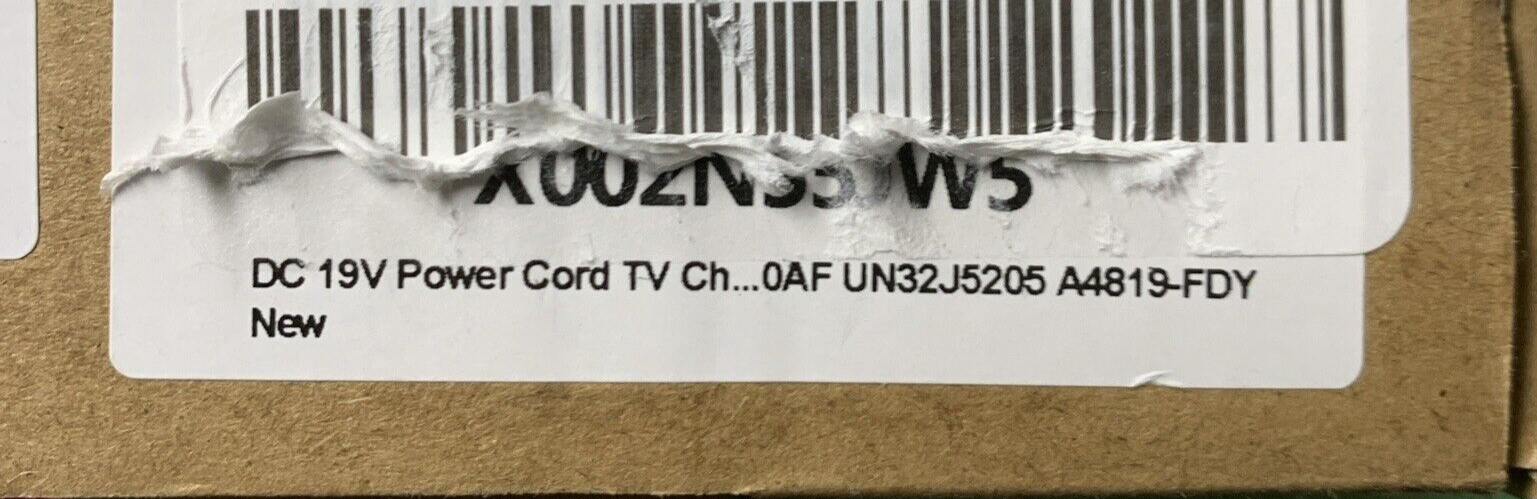 DC 19V Power Cord TV Ch...0AF UN32J5205 A4819-FDY
New